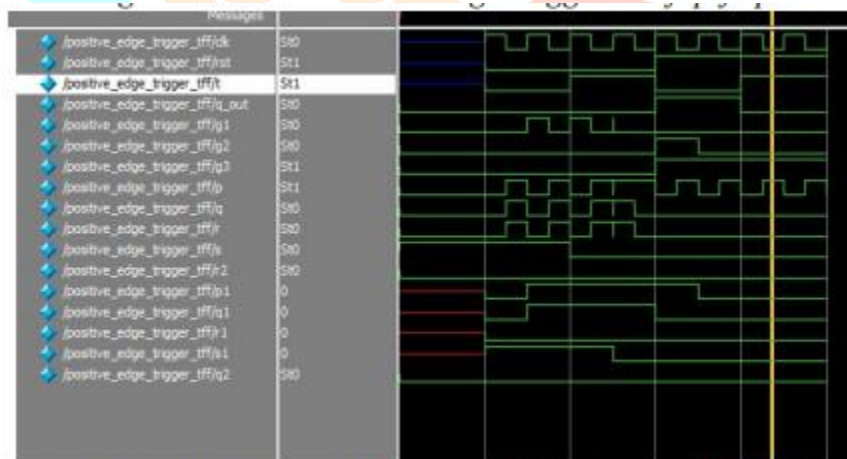 Messages
/positive_edge_trigger_tff/clk St0
/positive_edge_trigger_tff/rst St1
/positive_edge_trigger_tff/t St1
/positive_edge_trigger_tff/q_out St0
/positive_edge_trigger_tff/g1 St0
/positive_edge_trigger_tff/g2 St0
/positive_edge_trigger_tff/g3 St1
/positive_edge_trigger_tff/p St1
/positive_edge_trigger_tff/q St0
/positive_edge_trigger_tff/r St0
/positive_edge_trigger_tff/s St0
/positive_edge_trigger_tff/r2 St0
/positive_edge_trigger_tff/p1 0
/positive_edge_trigger_tff/q1 0
/positive_edge_trigger_tff/r1 0
/positive_edge_trigger_tff/s1 0
/positive_edge_trigger_tff/q2 St0